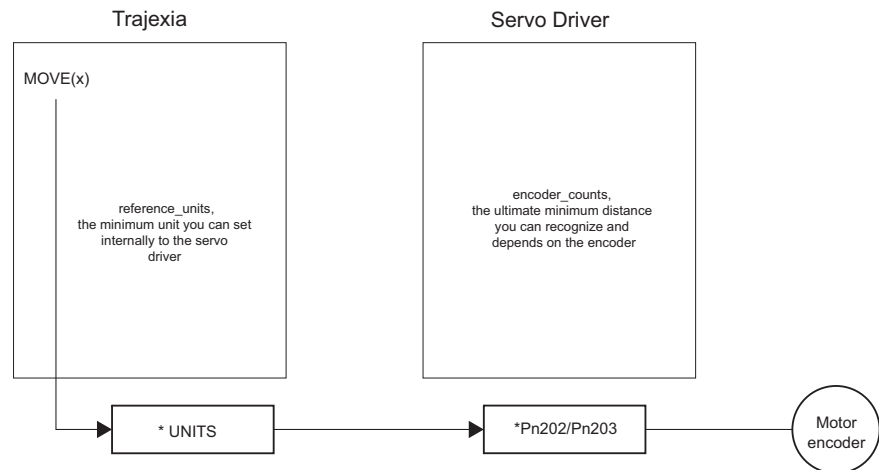 Trajexia
Servo Driver
MOVE(x)
reference_units,
the minimum unit you can set
internally to the servo
driver
encoder_counts,
the ultimate minimum distance
you can recognize and
depends on the encoder
* UNITS
*Pn202/Pn203
Motor
encoder